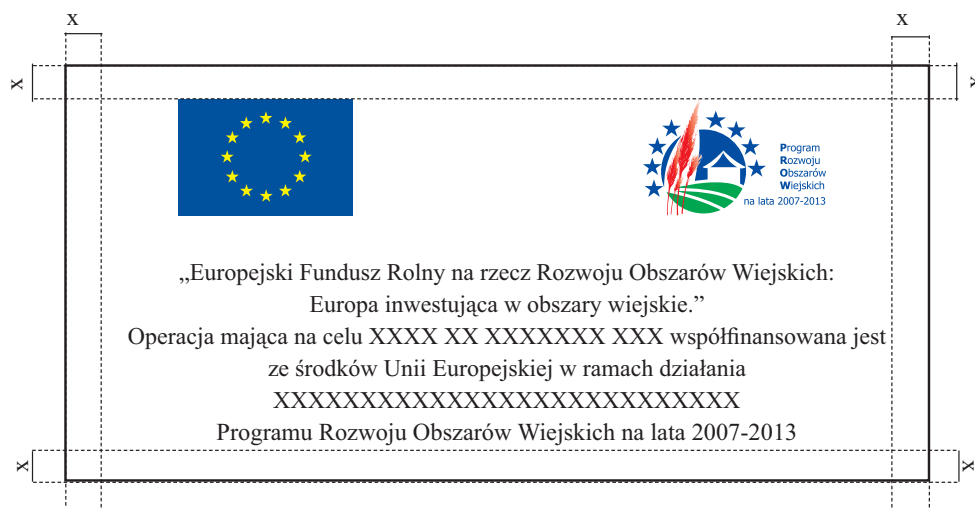 x x
x x
Program
Rozwoju
Obszarów
Wiejskich
na lata 2007-2013
„Europejski Fundusz Rolny na rzecz Rozwoju Obszarów Wiejskich:
Europa inwestująca w obszary wiejskie.”
Operacja mająca na celu XXXX XX XXXXXXX XXX współfinansowana jest
ze środków Unii Europejskiej w ramach działania
XXXXXXXXXXXXXXXXXXXXXXXXXXX
Programu Rozwoju Obszarów Wiejskich na lata 2007-2013
x x